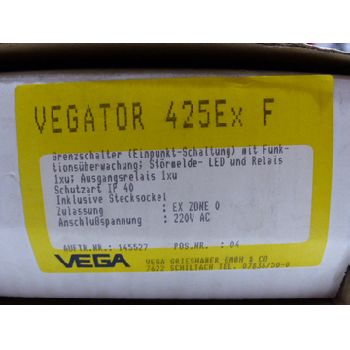 VEGATOR 425Ex F
Grenzschalter (Einpunkt-Schaltung) mit Funk-
tionsüberwachung; Störmelde- LED und Relais
1xu; Ausgangsrelais 1xu
Schutzart IP 40
Inklusive Stecksockel
Zulassung : EX ZONE 0
Anschlußspannung : 220V AC
AUFTR.NR.: 145527 POS.NR. : 04
VEGA
VEGA GRIESHABER GMBH & CO
7622 SCHILTACH TEL. 07836/50-0